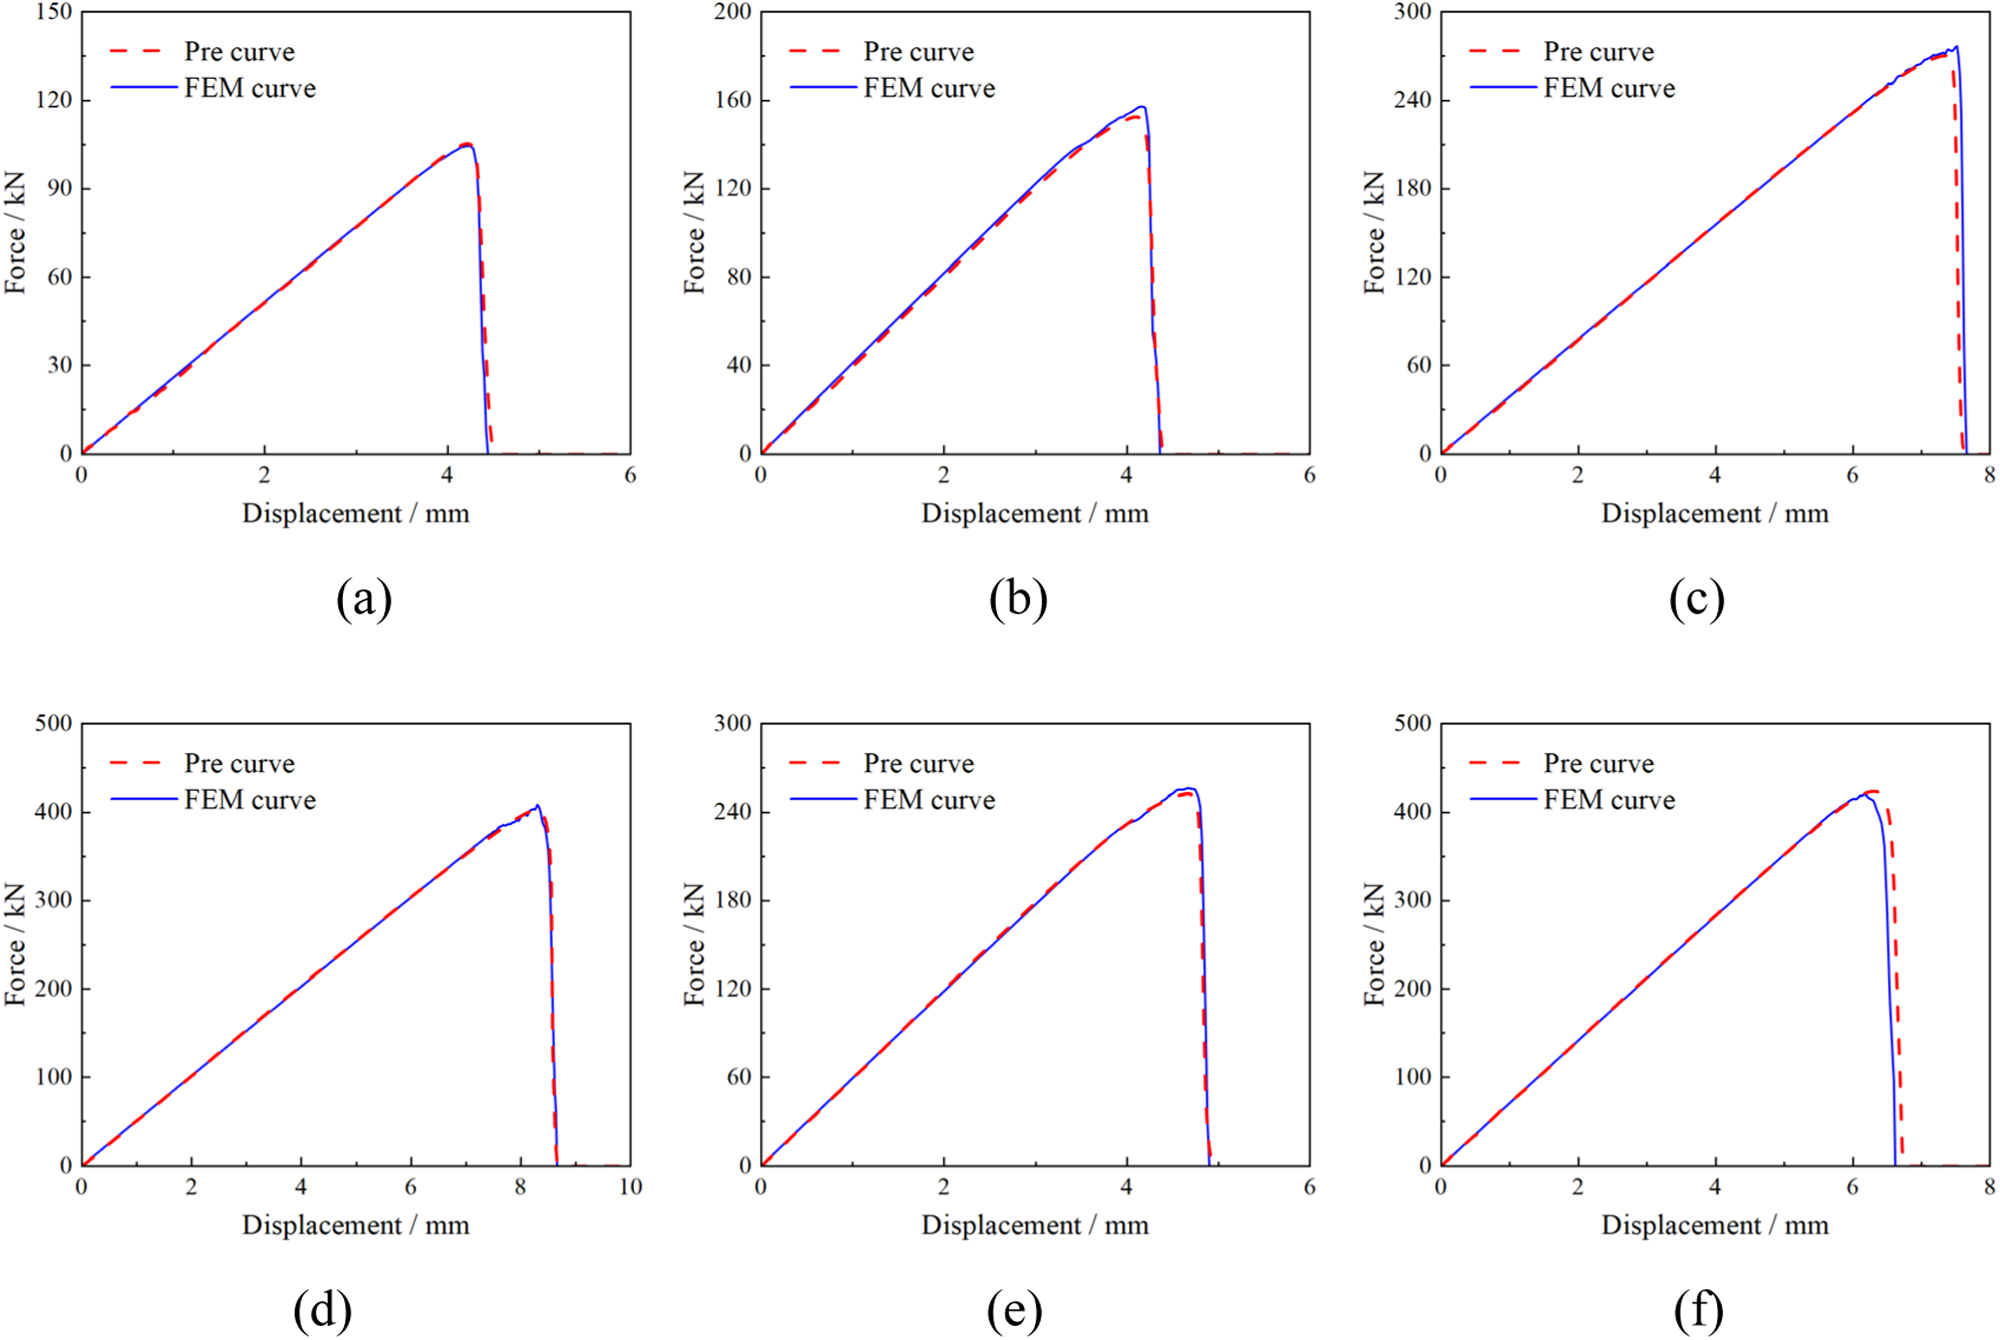 150
120
90
60
30
0
Force / kN
Pre curve
FEM curve
0 2 4 6
Displacement / mm
(a)
200
160
120
80
40
0
Force / kN
Pre curve
FEM curve
0 2 4 6
Displacement / mm
(b)
300
240
180
120
60
0
Force / kN
Pre curve
FEM curve
0 2 4 6 8
Displacement / mm
(c)
500
400
300
200
100
0
Force / kN
Pre curve
FEM curve
0 2 4 6 8 10
Displacement / mm
(d)
300
240
180
120
60
0
Force / kN
Pre curve
FEM curve
0 2 4 6
Displacement / mm
(e)
500
400
300
200
100
0
Force / kN
Pre curve
FEM curve
0 2 4 6 8
Displacement / mm
(f)